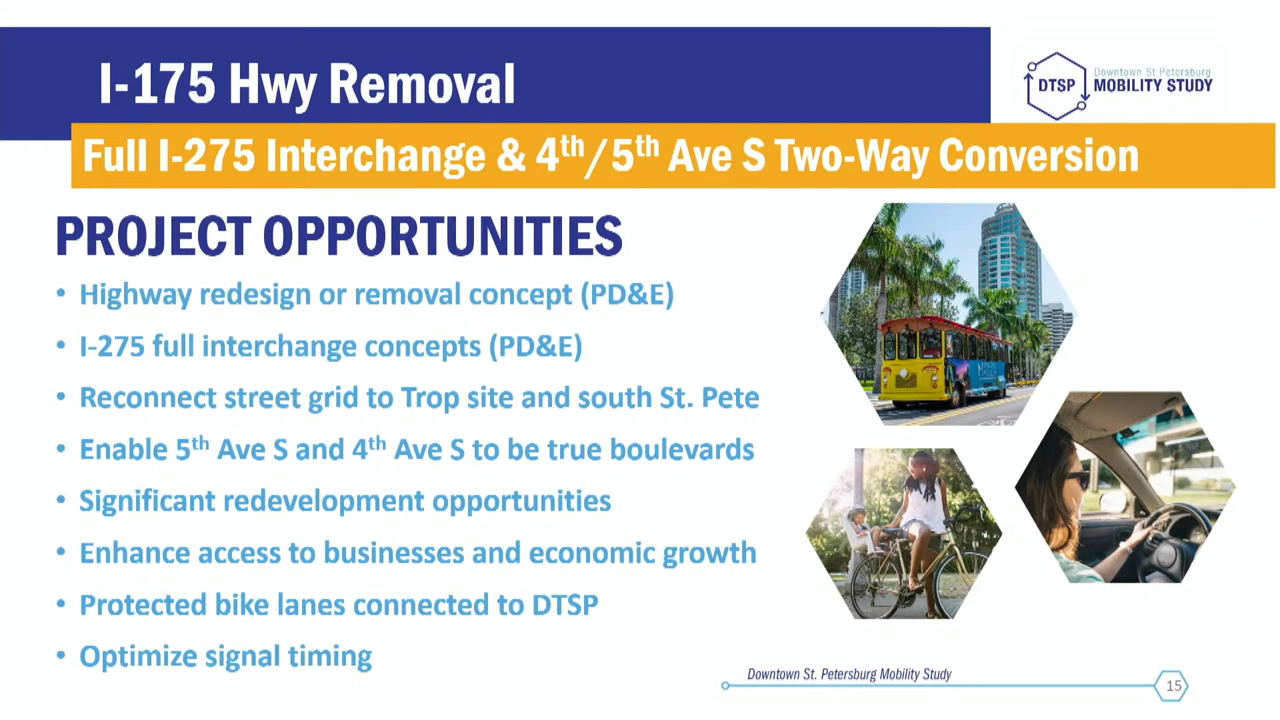 I-175 Hwy Removal
DTSP
Downtown St Petersburg
MOBILITY STUDY
Full I-275 Interchange & 4th/5th Ave S Two-Way Conversion
PROJECT OPPORTUNITIES
• Highway redesign or removal concept (PD&E)
• I-275 full interchange concepts (PD&E)
• Reconnect street grid to Trop site and south St. Pete
• Enable 5th Ave S and 4th Ave S to be true boulevards
• Significant redevelopment opportunities
• Enhance access to businesses and economic growth
• Protected bike lanes connected to DTSP
• Optimize signal timing
Downtown St. Petersburg Mobility Study
15